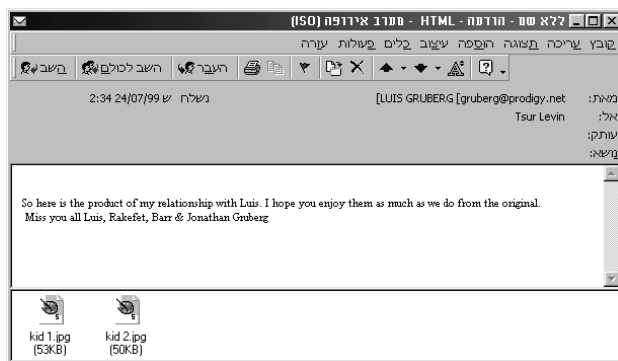 ללא שם - הודעה - HTML - מערב אירופה (ISO)
קובץ עריכה תצוגה הוספה עיצוב כלים פעולות עזרה
השב השב לכולם העבר
מאת: LUIS GRUBERG [gruberg@prodigy.net] נשלח ש 24/07/99 2:34
אל: Tsur Levin
עותק:
נושא:
So here is the product of my relationship with Luis. I hope you enjoy them as much as we do from the original.
Miss you all Luis, Rakefet, Barr & Jonathan Gruberg
kid 1.jpg kid 2.jpg
(53KB) (50KB)